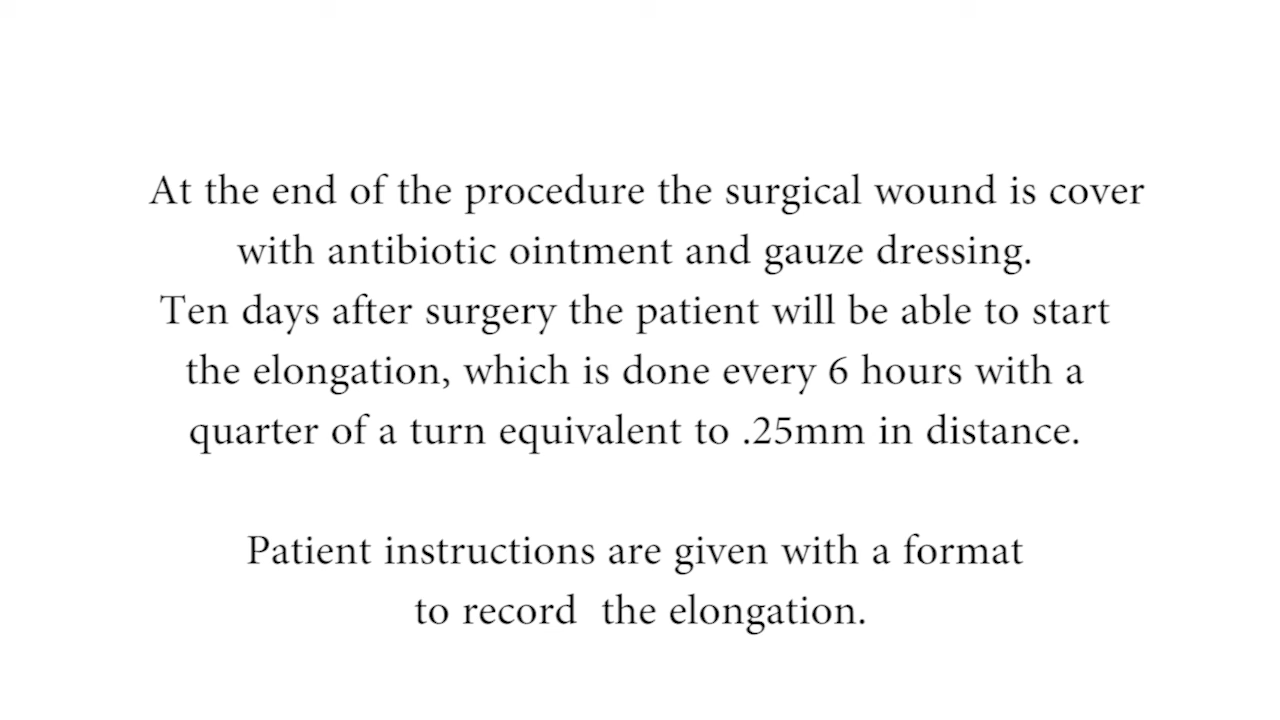 At the end of the procedure the surgical wound is cover
with antibiotic ointment and gauze dressing.
Ten days after surgery the patient will be able to start
the elongation, which is done every 6 hours with a
quarter of a turn equivalent to .25mm in distance.
Patient instructions are given with a format
to record  the elongation.